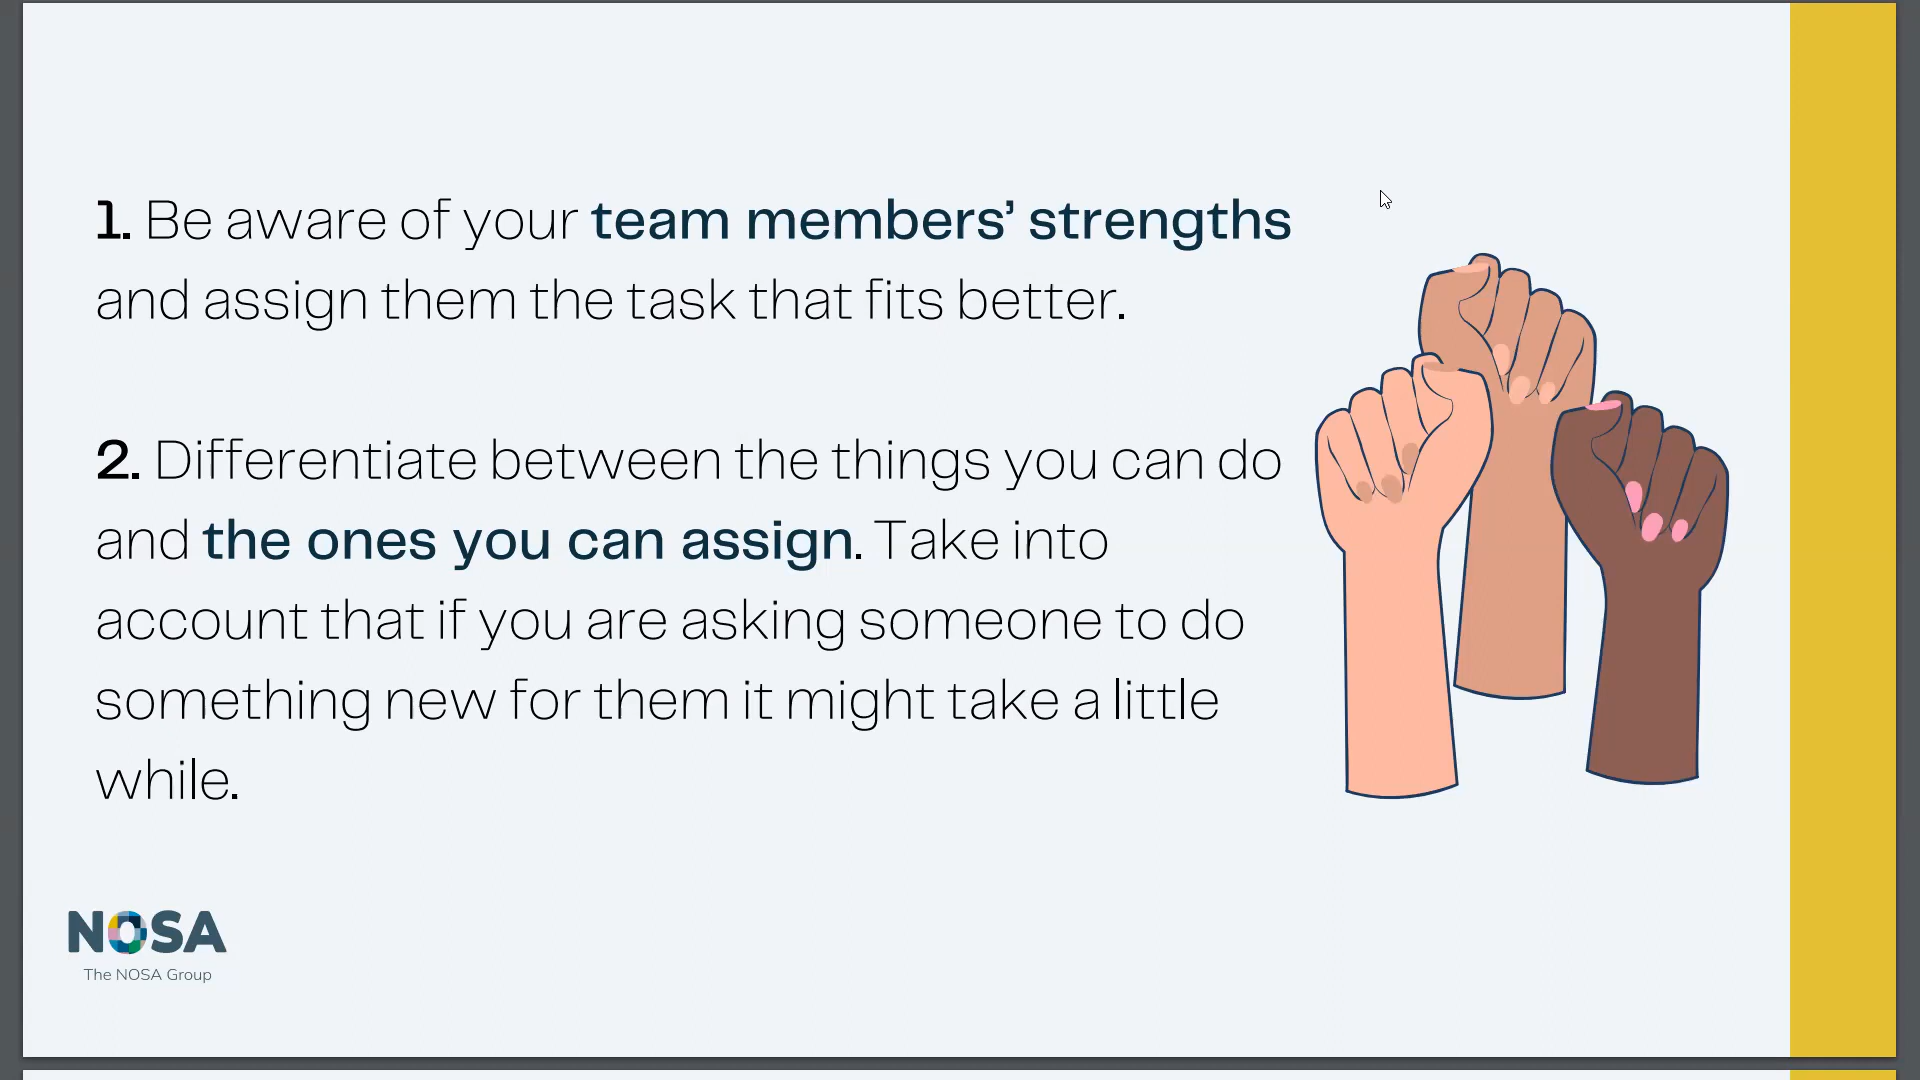 1. Be aware of your team members’ strengths
and assign them the task that fits better.
2. Differentiate between the things you can do
and the ones you can assign. Take into
account that if you are asking someone to do
something new for them it might take a little
while.
NOSA
The NOSA Group